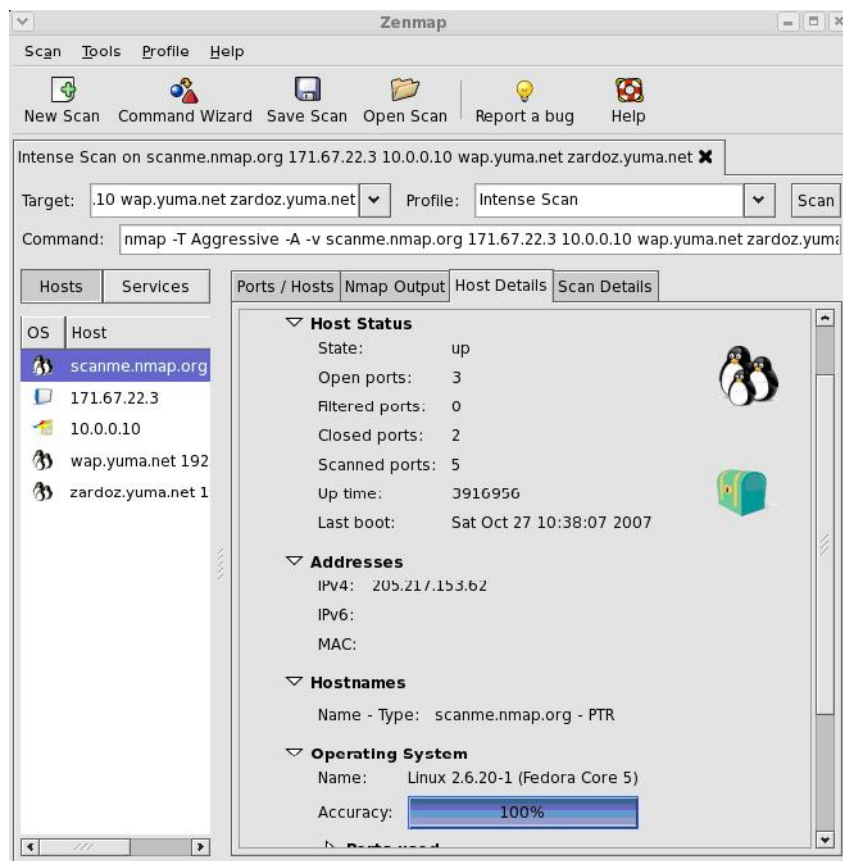 Zenmap
Scan Tools Profile Help
New Scan Command Wizard Save Scan Open Scan Report a bug Help
Intense Scan on scanme.nmap.org 171.67.22.3 10.0.0.10 wap.yuma.net zardoz.yuma.net
Target: .10 wap.yuma.net zardoz.yuma.net Profile: Intense Scan Scan
Command: nmap -T Aggressive -A -v scanme.nmap.org 171.67.22.3 10.0.0.10 wap.yuma.net zardoz.yuma
Hosts Services
OS Host
scanme.nmap.org
171.67.22.3
10.0.0.10
wap.yuma.net 192
zardoz.yuma.net 1
Ports / Hosts Nmap Output Host Details Scan Details
Host Status
State: up
Open ports: 3
Filtered ports: 0
Closed ports: 2
Scanned ports: 5
Up time: 3916956
Last boot: Sat Oct 27 10:38:07 2007
Addresses
IPv4: 205.217.153.62
IPv6:
MAC:
Hostnames
Name - Type: scanme.nmap.org - PTR
Operating System
Name: Linux 2.6.20-1 (Fedora Core 5)
Accuracy: 100%
Ports used